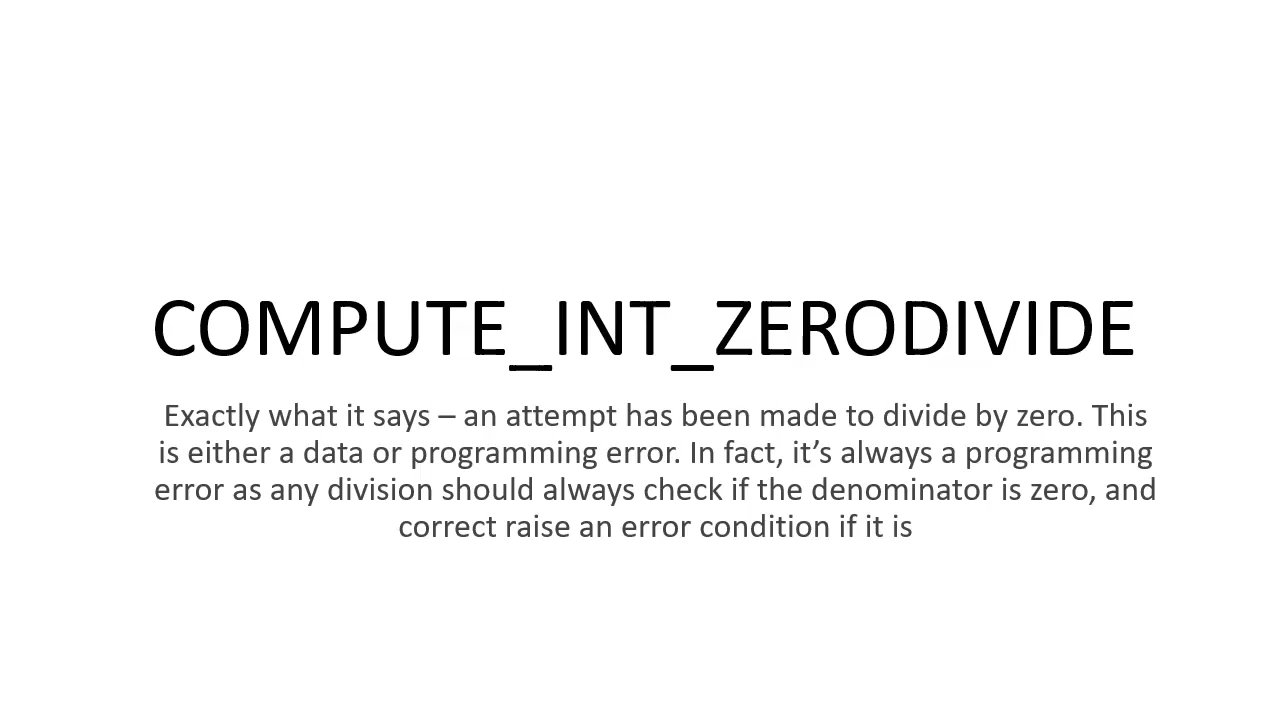 COMPUTE_INT_ZERODIVIDE
Exactly what it says – an attempt has been made to divide by zero. This
is either a data or programming error. In fact, it’s always a programming
error as any division should always check if the denominator is zero, and
correct raise an error condition if it is